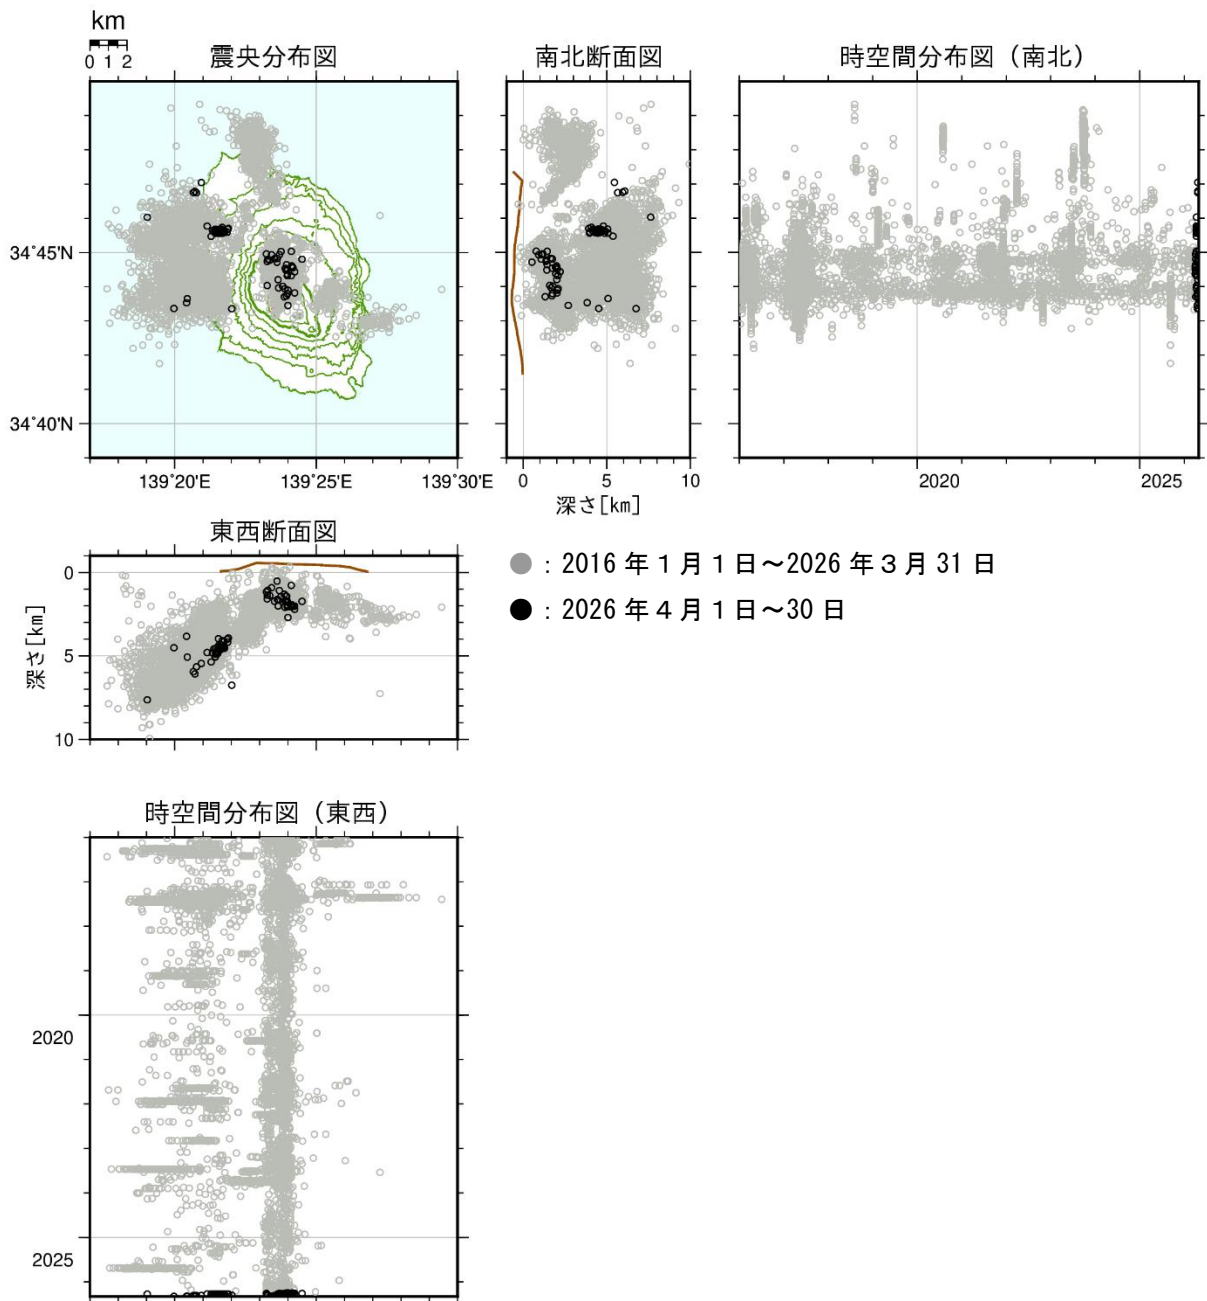 km
0 1 2
震央分布図
南北断面図
時空間分布図（南北）
34°45'N
34°40'N
139°20'E
139°25'E
139°30'E
0
5
10
深さ[km]
2020
2025
東西断面図
0
5
10
深さ[km]
：2016 年１月１日～2026 年３月 31 日
：2026 年４月１日～30 日
時空間分布図（東西）
2020
2025